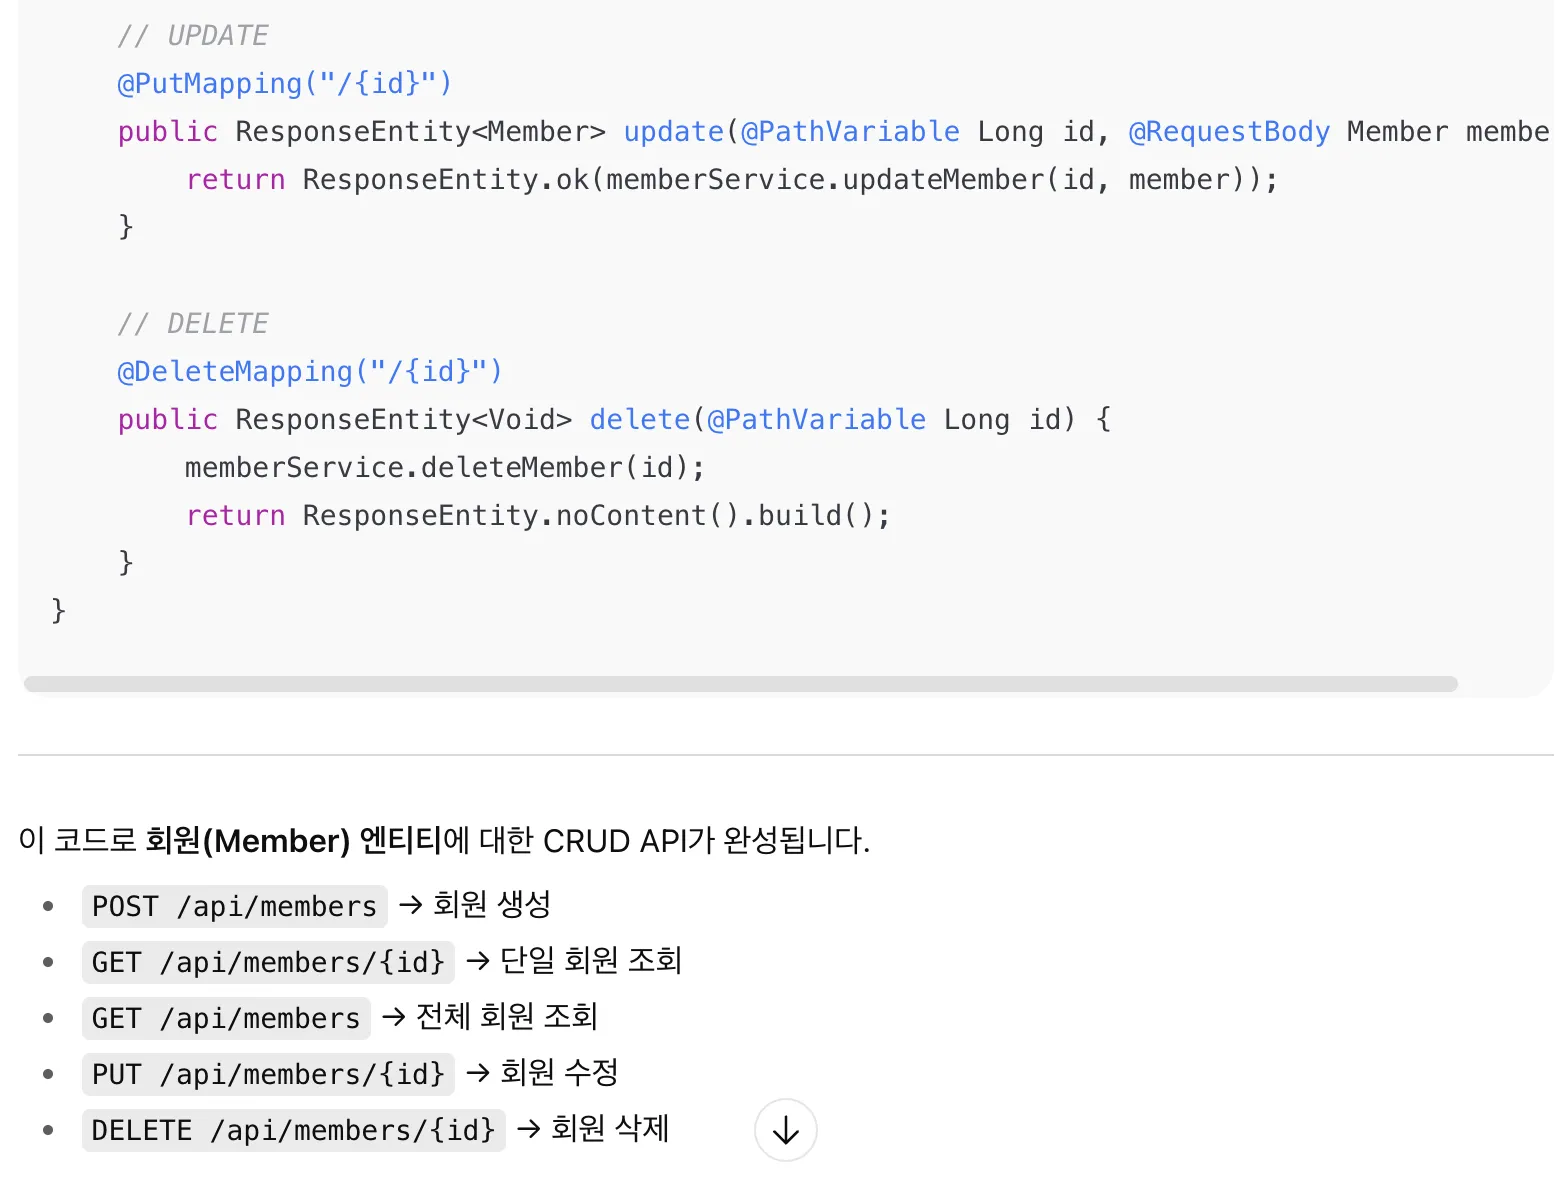 // UPDATE
@PutMapping("/{id}")
public ResponseEntity<Member> update(@PathVariable Long id, @RequestBody Member membe
return ResponseEntity.ok(memberService.updateMember(id, member));
}
// DELETE
@DeleteMapping("/{id}")
public ResponseEntity<Void> delete(@PathVariable Long id) {
memberService.deleteMember(id);
return ResponseEntity.noContent().build();
}
}
이 코드로 회원(Member) 엔티티에 대한 CRUD API가 완성됩니다.
• POST /api/members → 회원 생성
• GET /api/members/{id} → 단일 회원 조회
• GET /api/members → 전체 회원 조회
• PUT /api/members/{id} → 회원 수정
• DELETE /api/members/{id} → 회원 삭제